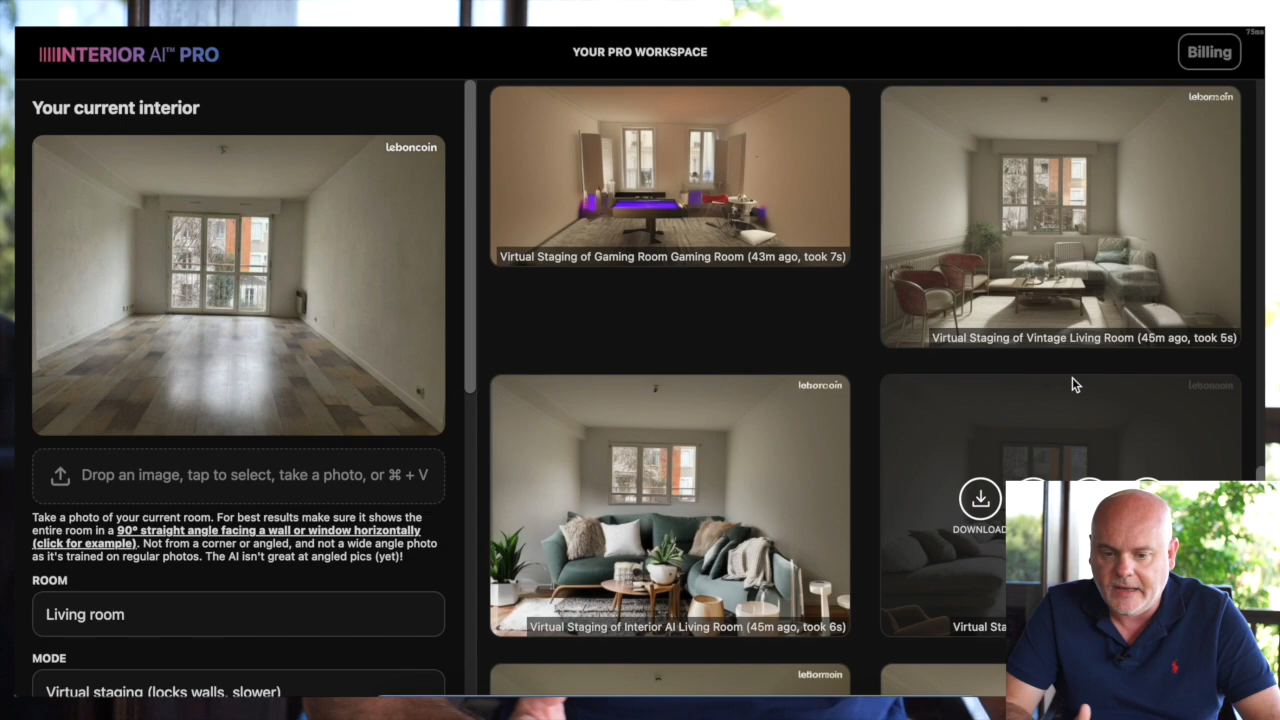 INTERIOR AI™ PRO
YOUR PRO WORKSPACE
Billing
75ms
Your current interior
leboncoin
Drop an image, tap to select, take a photo, or ⌘ + V
Take a photo of your current room. For best results make sure it shows the
entire room in a 90º straight angle facing a wall or window horizontally
(click for example). Not from a corner or angled, and not a wide angle photo
as it's trained on regular photos. The AI isn't great at angled pics (yet)!
ROOM
Living room
MODE
Virtual staging (locks walls, slower)
Virtual Staging of Gaming Room Gaming Room (43m ago, took 7s)
Virtual Staging of Vintage Living Room (45m ago, took 5s)
Virtual Staging of Interior AI Living Room (45m ago, took 6s)
DOWNLOAD
Virtual Sta